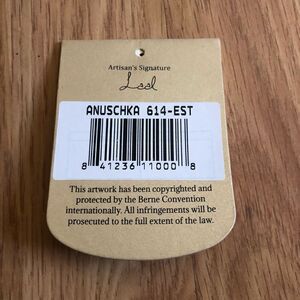 Artisan's Signature
ANUSCHKA 614-EST
8 41236 11000 8
This artwork has been copyrighted and
protected by the Berne Convention
internationally. All infringements will be
prosecuted to the full extent of the law.